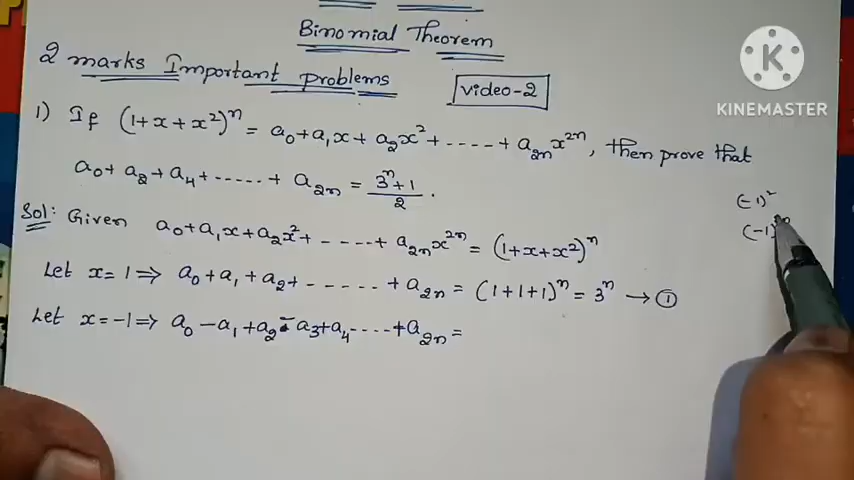 Binomial Theorem
2 marks Important problems
video-2
KINEMASTER
1) If (1+x+x²)ⁿ = a₀+a₁x+a₂x²+.....+a₂ₙx²ⁿ, then prove that
a₀+a₂+a₄+.....+a₂ₙ = (3ⁿ+1)/2.
Sol: Given a₀+a₁x+a₂x²+.....+a₂ₙx²ⁿ = (1+x+x²)ⁿ
Let x=1 ⇒ a₀+a₁+a₂+......+a₂ₙ = (1+1+1)ⁿ = 3ⁿ → ①
Let x=-1 ⇒ a₀-a₁+a₂-a₃+a₄....+a₂ₙ =
(-1)²
(-1)